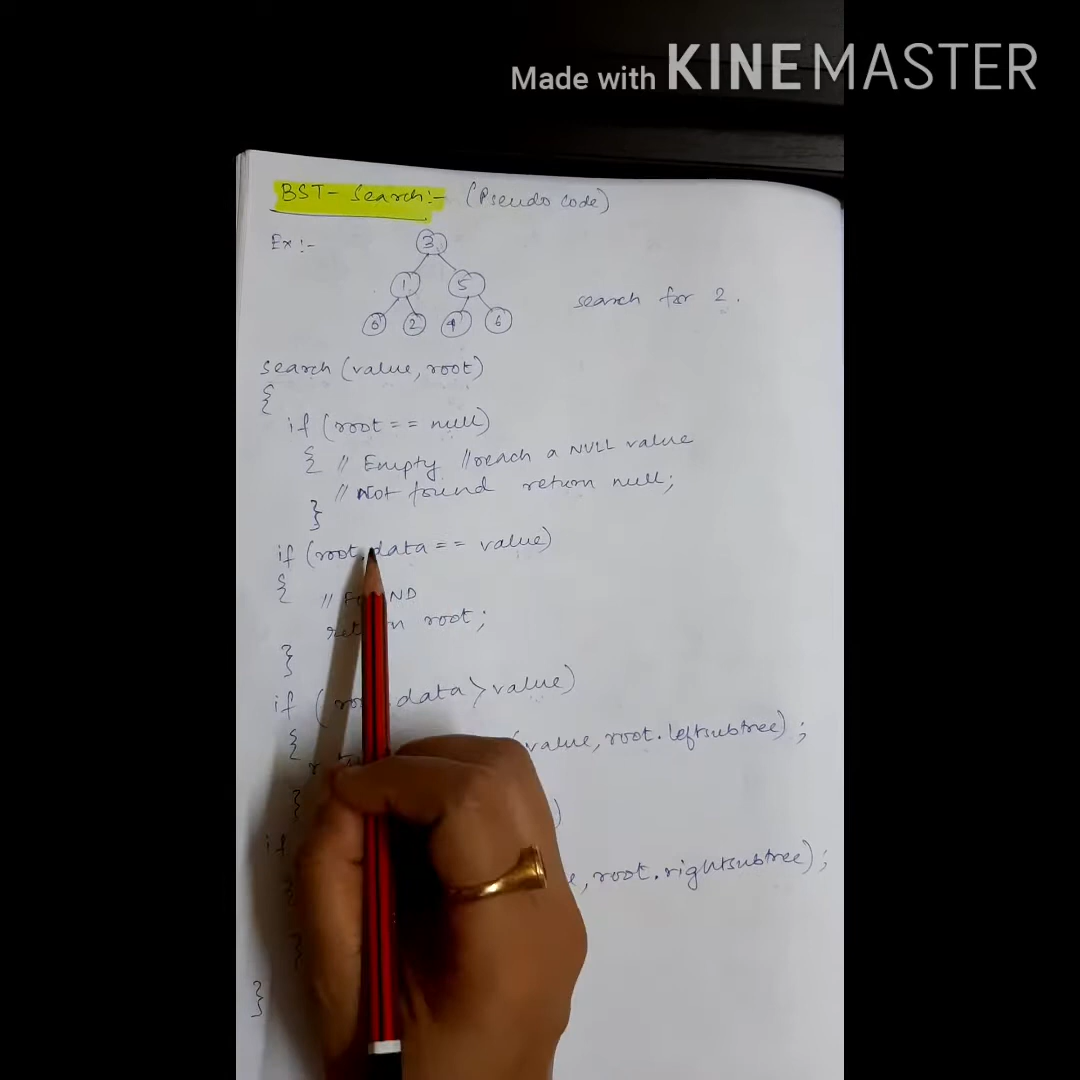 Made with KINEMASTER
BST- Search:- (Pseudo code)
Ex:-
3
1 5
0 2 4 6
search for 2.
search (value, root)
{
if (root == null)
{ // Empty //reach a NULL value
// Not found return null;
}
if (root.data == value)
{
//
root;
}
if ( .data > value)
{
(value, root.leftsubtree);
}
)
if
, root.rightsubtree);
}